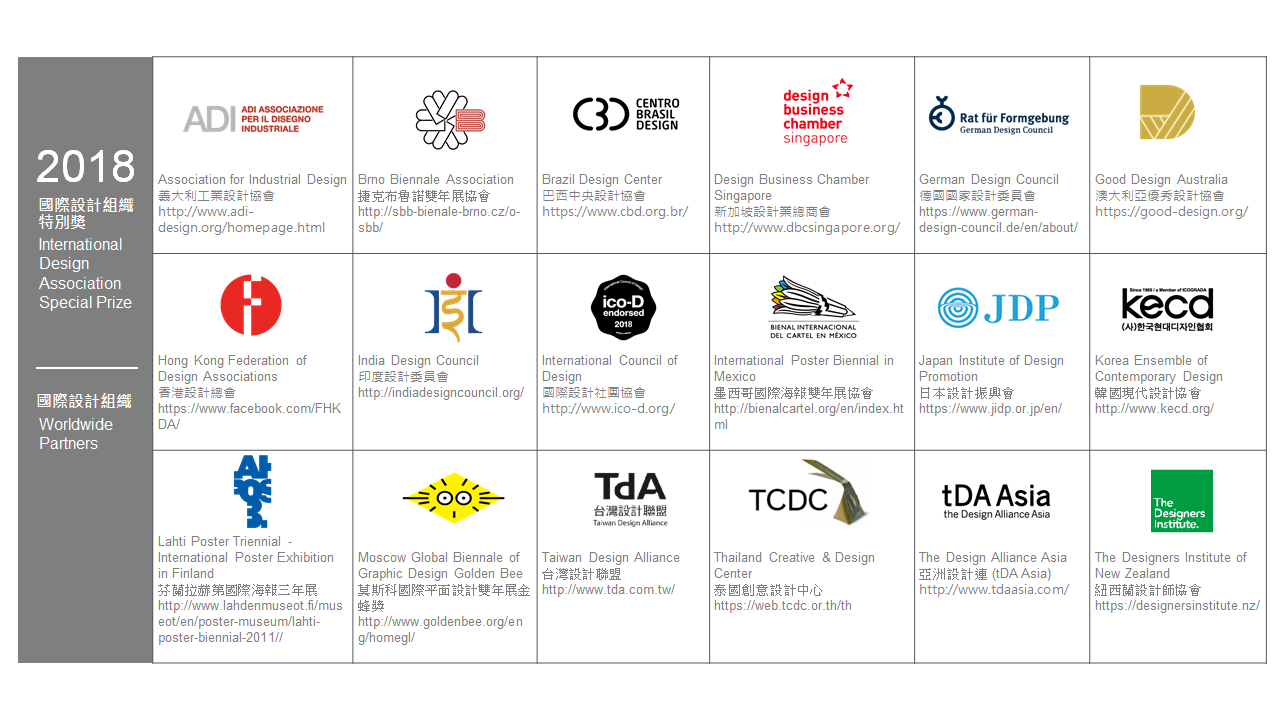 2018
國際設計組織
特別獎
International
Design
Association
Special Prize
國際設計組織
Worldwide
Partners
ADI ADI ASSOCIAZIONE
PER IL DISEGNO
INDUSTRIALE
Association for Industrial Design
義大利工業設計協會
http://www.adi-
design.org/homepage.html
B
Brno Biennale Association
捷克布魯諾雙年展協會
http://sbb-bienale-brno.cz/o-
sbb/
CBD CENTRO
BRASIL
DESIGN
Brazil Design Center
巴西中央設計協會
https://www.cbd.org.br/
design
business
chamber
singapore
Design Business Chamber
Singapore
新加坡設計業總商會
http://www.dbcsingapore.org/
Rat für Formgebung
German Design Council
German Design Council
德國國家設計委員會
https://www.german-
design-council.de/en/about/
Good Design Australia
澳大利亞優秀設計協會
https://good-design.org/
Hong Kong Federation of
Design Associations
香港設計總會
https://www.facebook.com/FHK
DA/
India Design Council
印度設計委員會
http://indiadesigncouncil.org/
International Council of Design
ico-D
endorsed
2018
International Council of
Design
國際設計社團協會
http://www.ico-d.org/
BIENAL INTERNACIONAL
DEL CARTEL EN MÉXICO
International Poster Biennial in
Mexico
墨西哥國際海報雙年展協會
http://bienalcartel.org/en/index.ht
ml
JDP
Japan Institute of Design
Promotion
日本設計振興會
https://www.jidp.or.jp/en/
Since 1969 / a Member of ICOGRADA
kecd
(사)한국현대디자인협회
Korea Ensemble of
Contemporary Design
韓國現代設計協會
http://www.kecd.org/
Lahti Poster Triennial -
International Poster Exhibition
in Finland
芬蘭拉赫第國際海報三年展
http://www.lahdenmuseot.fi/mus
eot/en/poster-museum/lahti-
poster-biennial-2011//
Moscow Global Biennale of
Graphic Design Golden Bee
莫斯科國際平面設計雙年展金
蜂獎
http://www.goldenbee.org/en
g/homegl/
TdA
台灣設計聯盟
Taiwan Design Alliance
Taiwan Design Alliance
台灣設計聯盟
http://www.tda.com.tw/
TCDC
Thailand Creative & Design
Center
泰國創意設計中心
https://web.tcdc.or.th/th
tDA Asia
the Design Alliance Asia
The Design Alliance Asia
亞洲設計連 (tDA Asia)
http://www.tdaasia.com/
The
Designers
Institute.
The Designers Institute of
New Zealand
紐西蘭設計師協會
https://designersinstitute.nz/